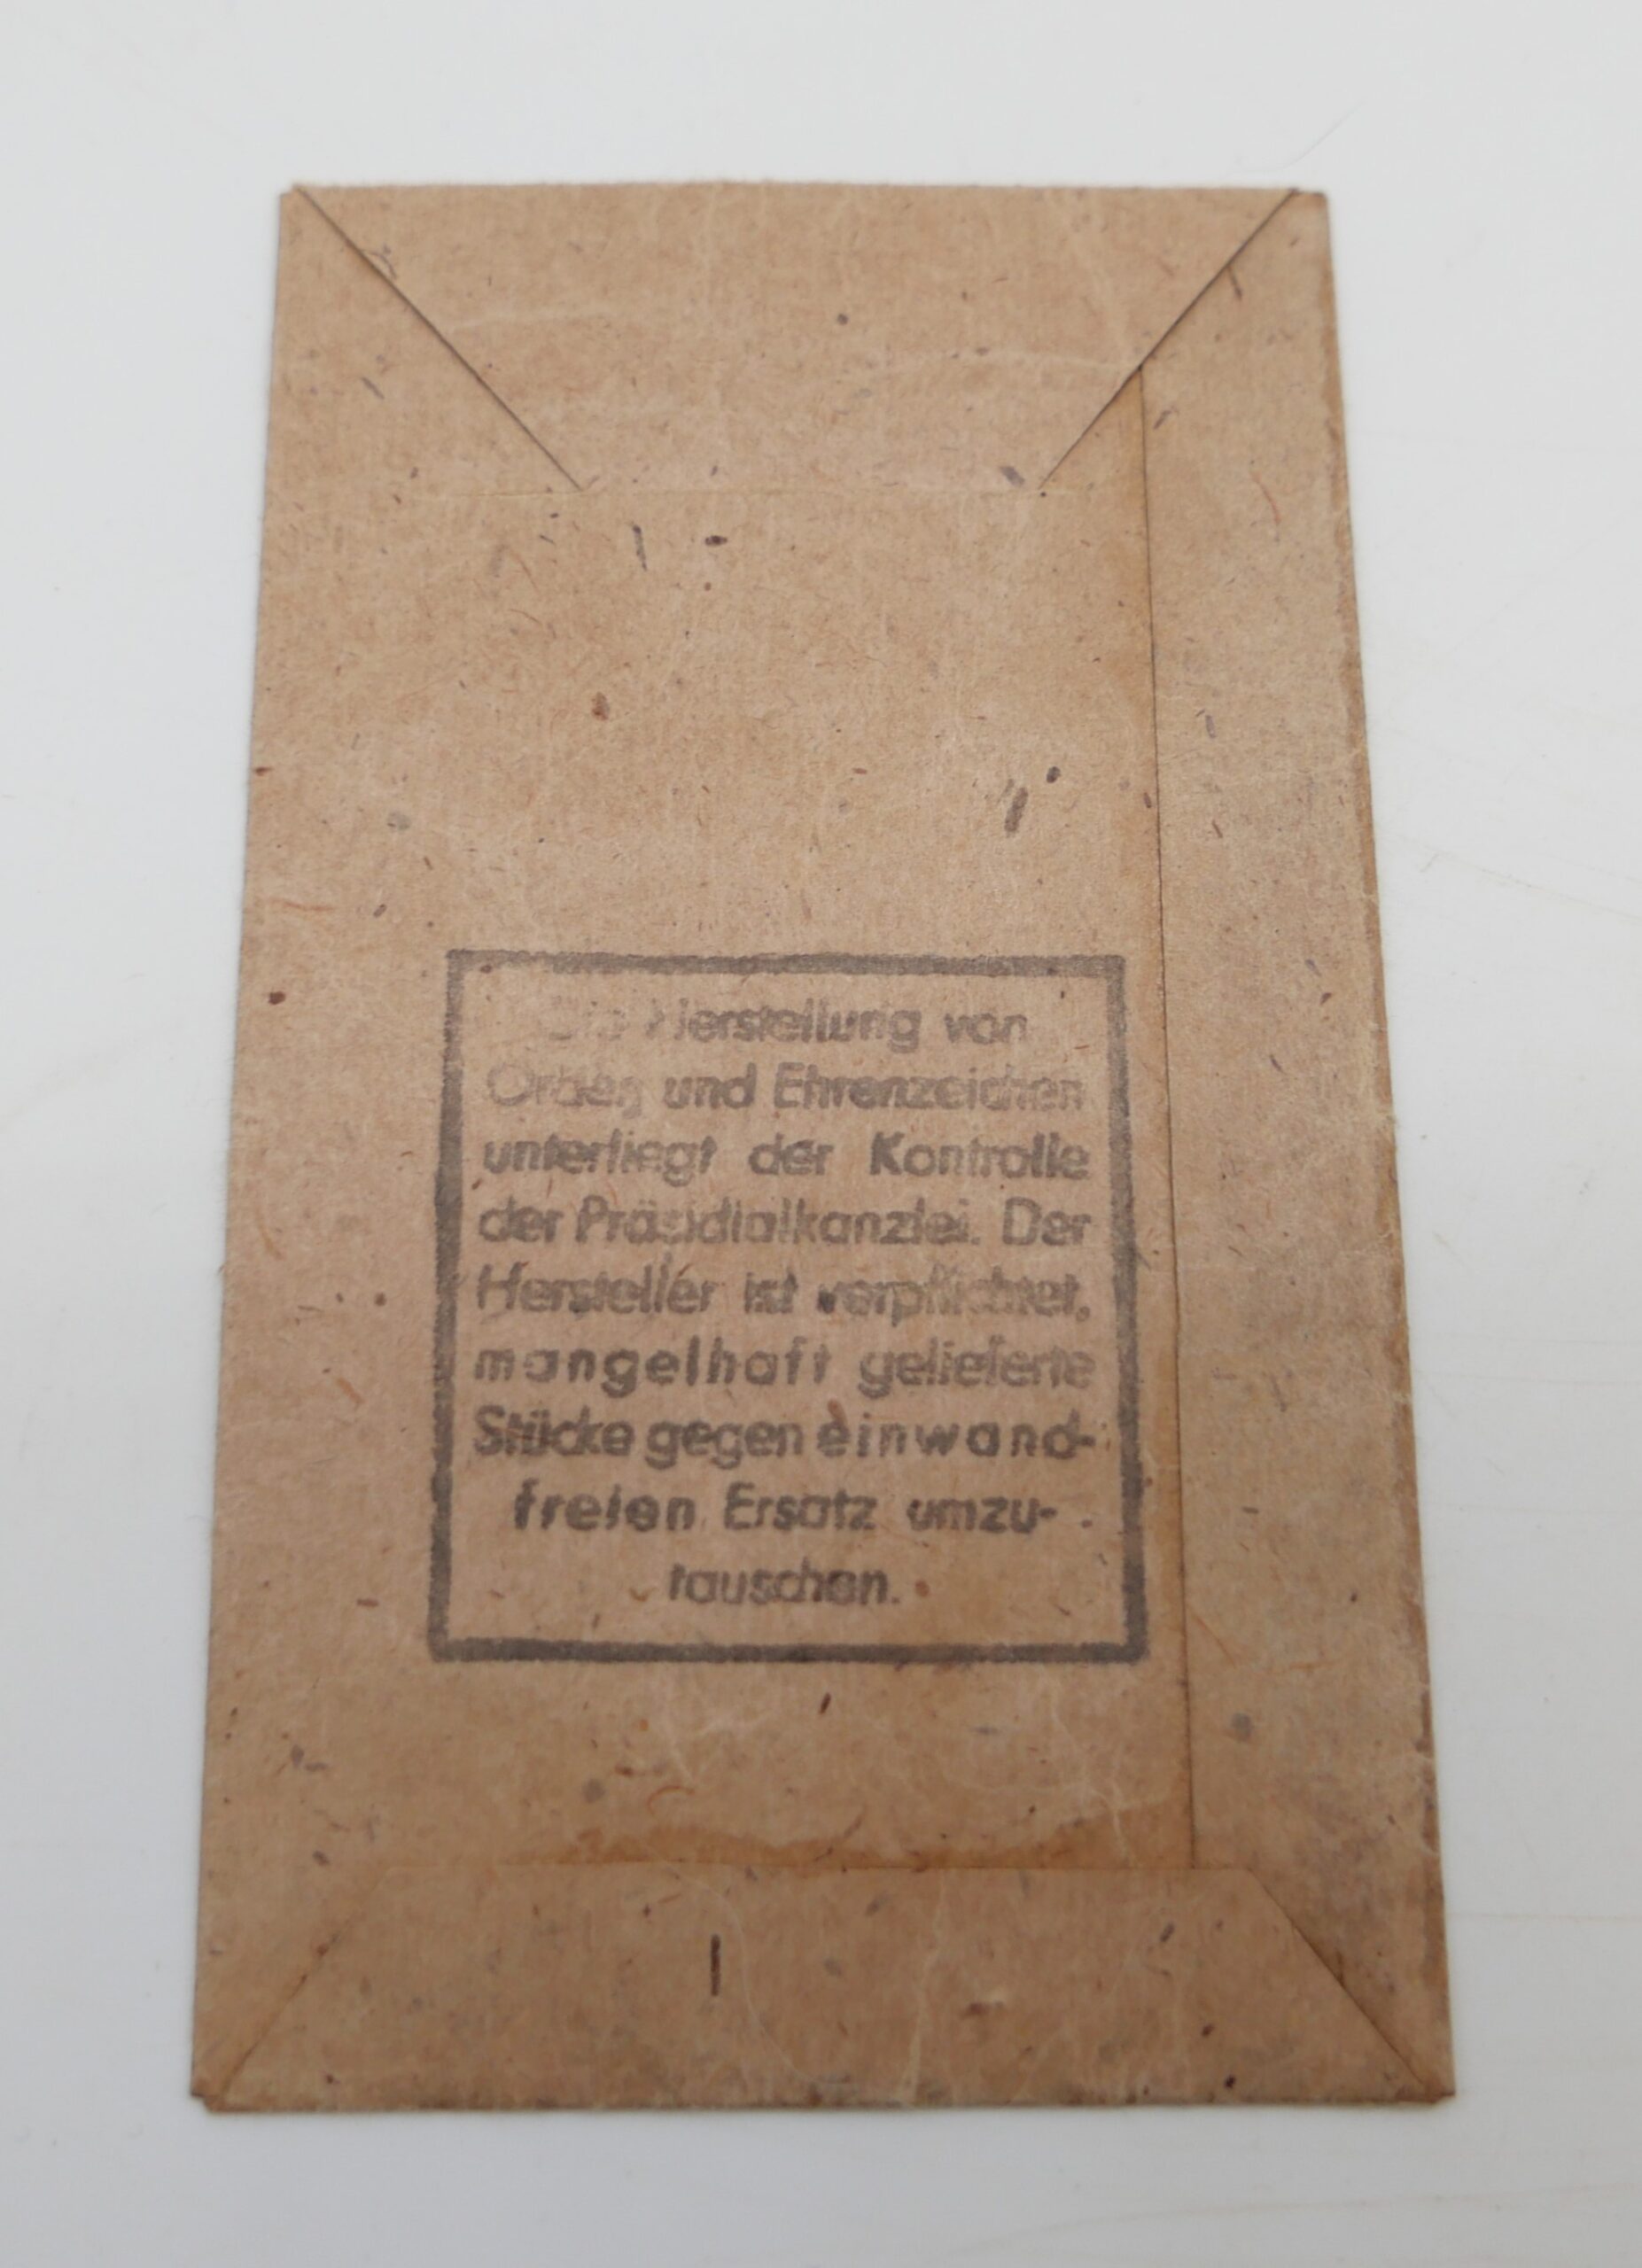 Die Herstellung von
Orden und Ehrenzeichen
unterliegt der Kontrolle
der Präsidialkanzlei. Der
Hersteller ist verpflichtet,
mangelhaft gelieferte
Stücke gegen einwand-
freien Ersatz umzu-
tauschen.